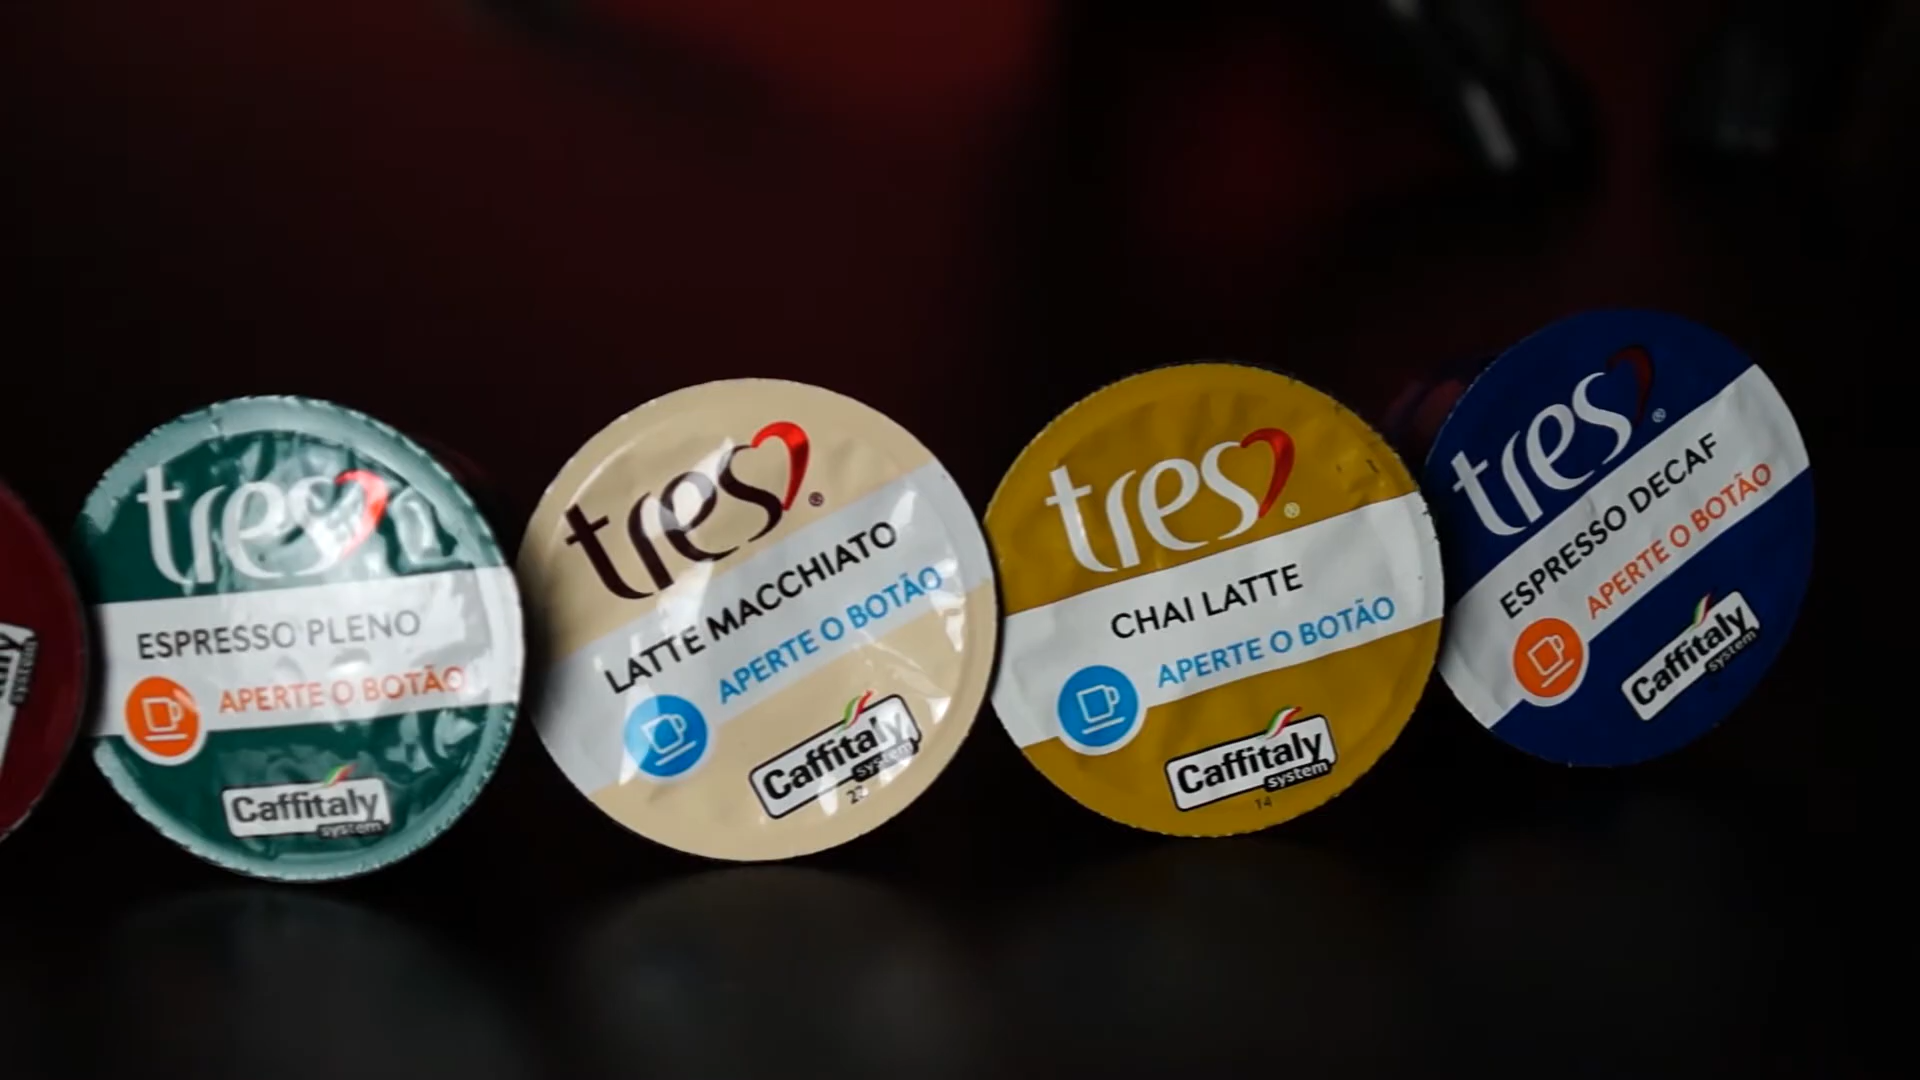 tres®
ESPRESSO PLENO
APERTE O BOTÃO
Caffitaly
system
tres®
LATTE MACCHIATO
APERTE O BOTÃO
Caffitaly
system
tres®
CHAI LATTE
APERTE O BOTÃO
Caffitaly
system
14
tres®
ESPRESSO DECAF
APERTE O BOTÃO
Caffitaly
system